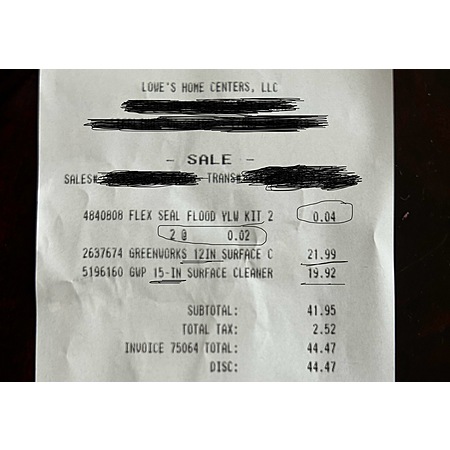 LOWE'S HOME CENTERS, LLC
- SALE -
SALES#: TRANS#
4840808 FLEX SEAL FLOOD YLW KIT 2 0.04
2 @ 0.02
2637674 GREENWORKS 12IN SURFACE C 21.99
5196160 GWP 15-IN SURFACE CLEANER 19.92
SUBTOTAL: 41.95
TOTAL TAX: 2.52
INVOICE 75064 TOTAL: 44.47
DISC: 44.47